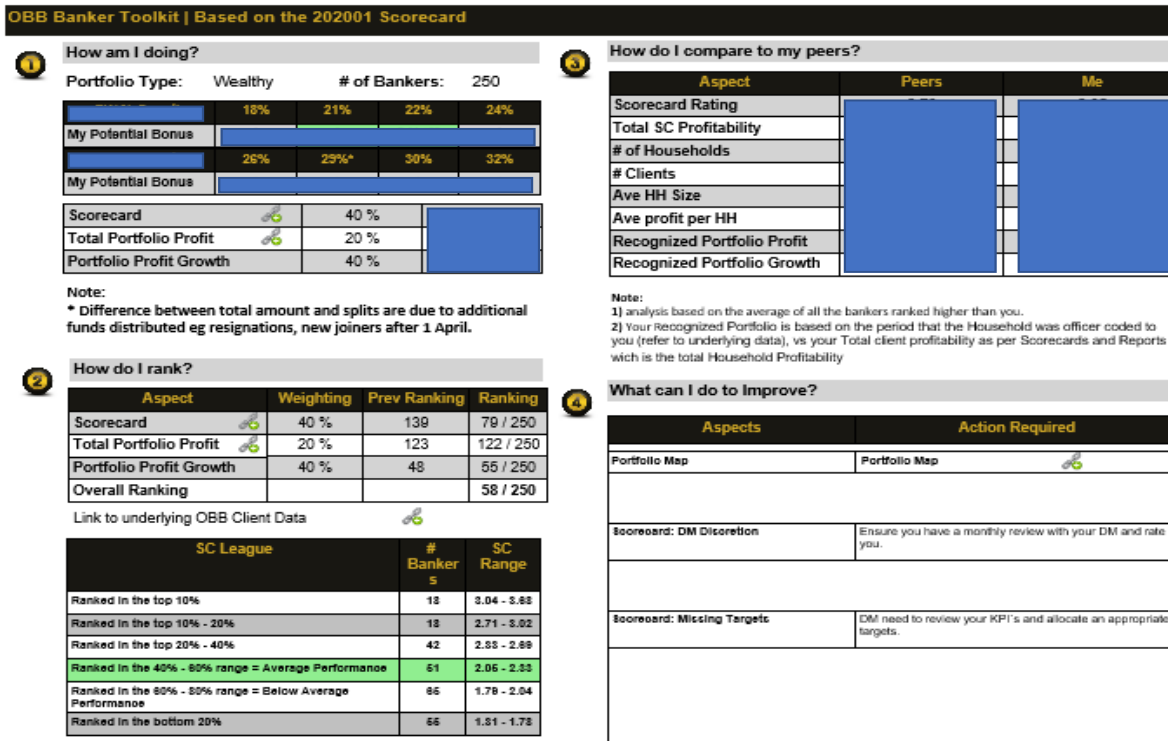 OBB Banker Toolkit | Based on the 202001 Scorecard
1
How am I doing?
Portfolio Type: Wealthy # of Bankers: 250
18% 21% 22% 24%
My Potential Bonus
26% 29%* 30% 32%
My Potential Bonus
Scorecard 40 %
Total Portfolio Profit 20 %
Portfolio Profit Growth 40 %
Note:
* Difference between total amount and splits are due to additional
funds distributed eg resignations, new joiners after 1 April.
2
How do I rank?
Aspect Weighting Prev Ranking Ranking
Scorecard 40 % 139 79 / 250
Total Portfolio Profit 20 % 123 122 / 250
Portfolio Profit Growth 40 % 48 55 / 250
Overall Ranking 58 / 250
Link to underlying OBB Client Data
SC League # Banker s SC Range
Ranked in the top 10% 13 3.04 - 3.63
Ranked in the top 10% - 20% 13 2.71 - 3.02
Ranked in the top 20% - 40% 42 2.33 - 2.69
Ranked in the 40% - 60% range = Average Performance 51 2.05 - 2.33
Ranked in the 60% - 80% range = Below Average
Performance 65 1.79 - 2.04
Ranked in the bottom 20% 1.31 - 1.78
3
How do I compare to my peers?
Aspect Peers Me
Scorecard Rating
Total SC Profitability
# of Households
# Clients
Ave HH Size
Ave profit per HH
Recognized Portfolio Profit
Recognized Portfolio Growth
Note:
1) analysis based on the average of all the bankers ranked higher than you.
2) Your Recognized Portfolio is based on the period that the Household was officer coded to
you (refer to underlying data), vs your Total client profitability as per Scorecards and Reports
wich is the total Household Profitability
4
What can I do to Improve?
Aspects Action Required
Portfolio Map Portfolio Map
Scorecard: DM Discretion Ensure you have a monthly review with your DM and rate
you.
Scorecard: Missing Targets DM need to review your KPI's and allocate an appropriate
targets.